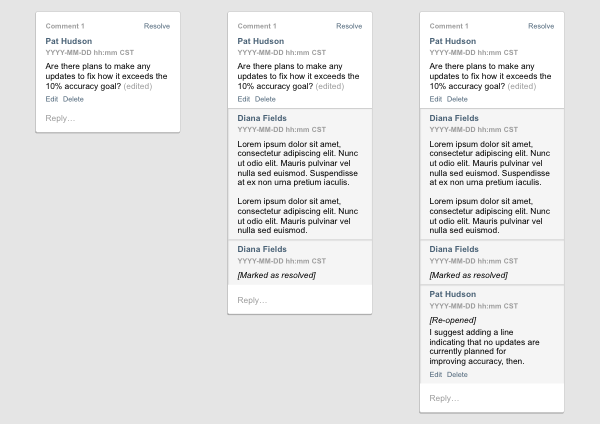 Comment 1 Resolve
Pat Hudson
YYYY-MM-DD hh:mm CST
Are there plans to make any
updates to fix how it exceeds the
10% accuracy goal? (edited)
Edit Delete
Reply…
Comment 1 Resolve
Pat Hudson
YYYY-MM-DD hh:mm CST
Are there plans to make any
updates to fix how it exceeds the
10% accuracy goal? (edited)
Edit Delete
Diana Fields
YYYY-MM-DD hh:mm CST
Lorem ipsum dolor sit amet,
consectetur adipiscing elit. Nunc
ut odio elit. Mauris pulvinar vel
nulla sed euismod. Suspendisse
at ex non urna pretium iaculis.
Lorem ipsum dolor sit amet,
consectetur adipiscing elit. Nunc
ut odio elit. Mauris pulvinar vel
nulla sed euismod.
Diana Fields
YYYY-MM-DD hh:mm CST
[Marked as resolved]
Reply…
Comment 1 Resolve
Pat Hudson
YYYY-MM-DD hh:mm CST
Are there plans to make any
updates to fix how it exceeds the
10% accuracy goal? (edited)
Edit Delete
Diana Fields
YYYY-MM-DD hh:mm CST
Lorem ipsum dolor sit amet,
consectetur adipiscing elit. Nunc
ut odio elit. Mauris pulvinar vel
nulla sed euismod. Suspendisse
at ex non urna pretium iaculis.
Lorem ipsum dolor sit amet,
consectetur adipiscing elit. Nunc
ut odio elit. Mauris pulvinar vel
nulla sed euismod.
Diana Fields
YYYY-MM-DD hh:mm CST
[Marked as resolved]
Pat Hudson
YYYY-MM-DD hh:mm CST
[Re-opened]
I suggest adding a line
indicating that no updates are
currently planned for
improving accuracy, then.
Edit Delete
Reply…